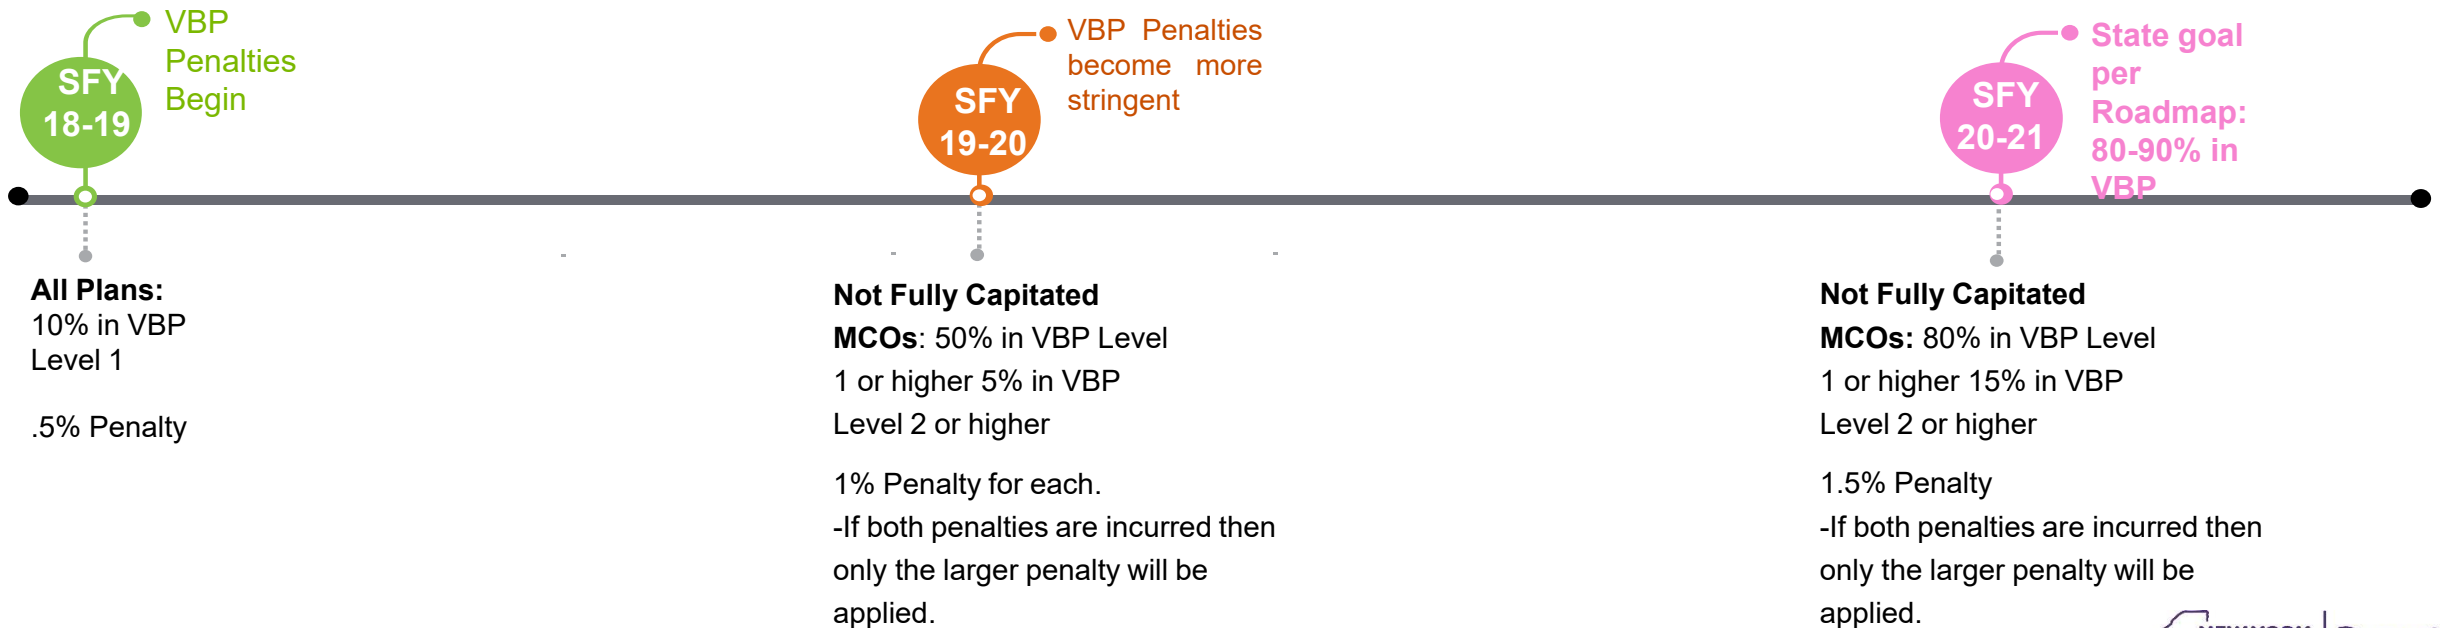 VBP
Penalties
Begin
SFY
18-19
VBP Penalties
become more
stringent
SFY
19-20
State goal
per
Roadmap:
80-90% in
VBP
SFY
20-21
All Plans:
10% in VBP
Level 1
.5% Penalty
Not Fully Capitated
MCOs: 50% in VBP Level
1 or higher 5% in VBP
Level 2 or higher
1% Penalty for each.
-If both penalties are incurred then
only the larger penalty will be
applied.
Not Fully Capitated
MCOs: 80% in VBP Level
1 or higher 15% in VBP
Level 2 or higher
1.5% Penalty
-If both penalties are incurred then
only the larger penalty will be
applied.